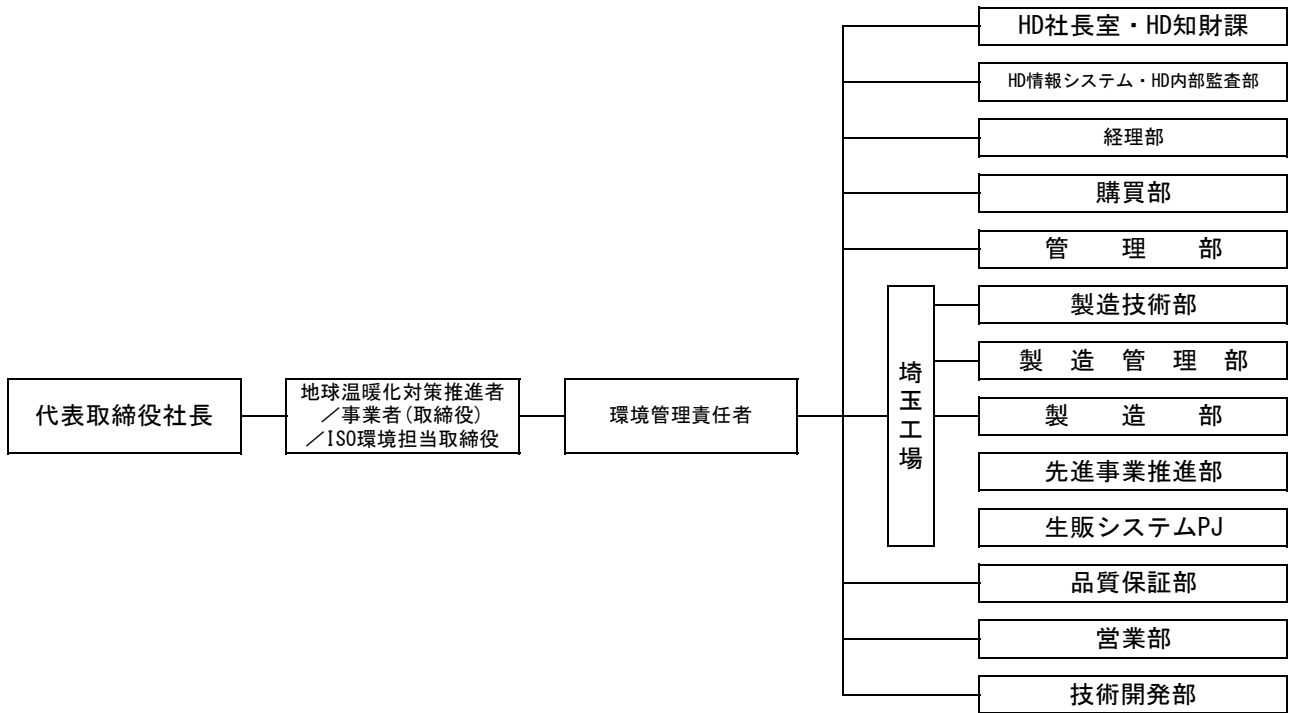 代表取締役社長
地球温暖化対策推進者
／事業者(取締役)
／ISO環境担当取締役
環境管理責任者
埼玉工場
HD社長室・HD知財課
HD情報システム・HD内部監査部
経理部
購買部
管　理　部
製造技術部
製 造 管 理 部
製　造　部
先進事業推進部
生販システムPJ
品質保証部
営業部
技術開発部